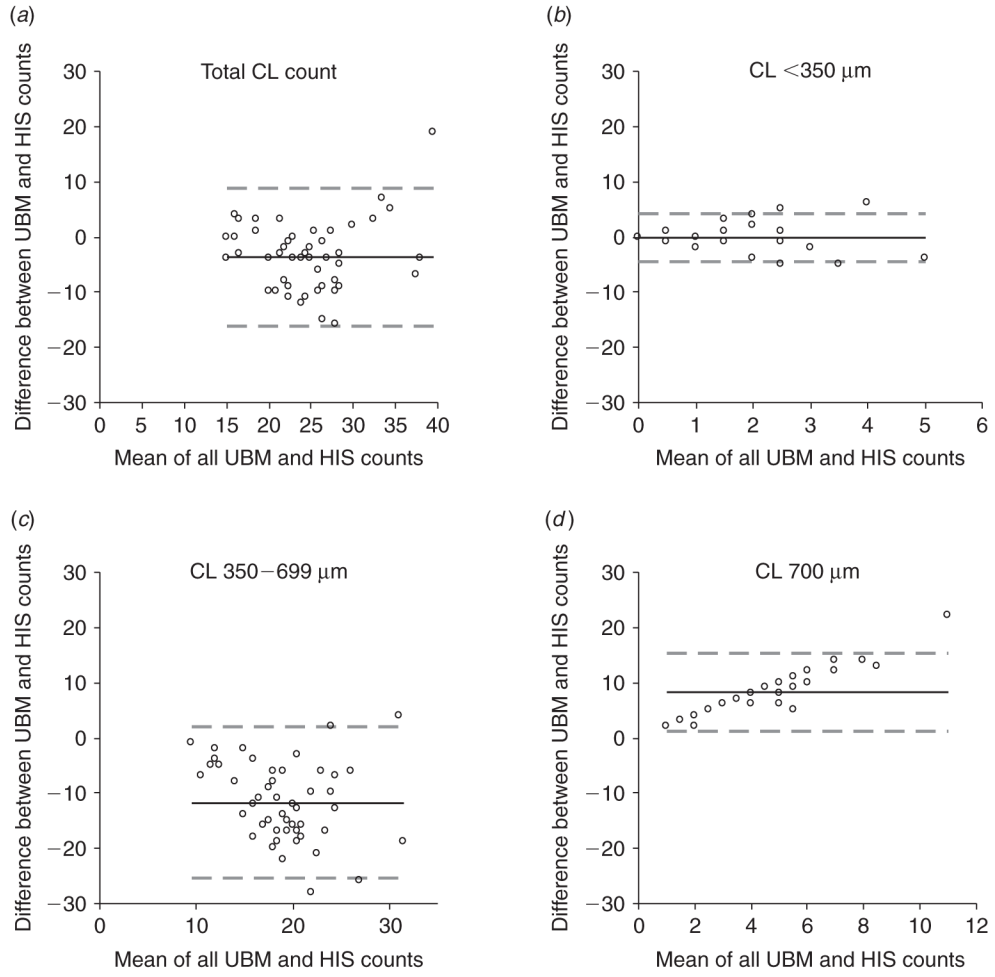 (a)
Difference between UBM and HIS counts
Total CL count
30
20
10
0
−10
−20
−30
0 5 10 15 20 25 30 35 40
Mean of all UBM and HIS counts
(b)
Difference between UBM and HIS counts
CL <350 μm
30
20
10
0
−10
−20
−30
0 1 2 3 4 5 6
Mean of all UBM and HIS counts
(c)
Difference between UBM and HIS counts
CL 350−699 μm
30
20
10
0
−10
−20
−30
0 10 20 30
Mean of all UBM and HIS counts
(d)
Difference between UBM and HIS counts
CL 700 μm
30
20
10
0
−10
−20
−30
0 2 4 6 8 10 12
Mean of all UBM and HIS counts